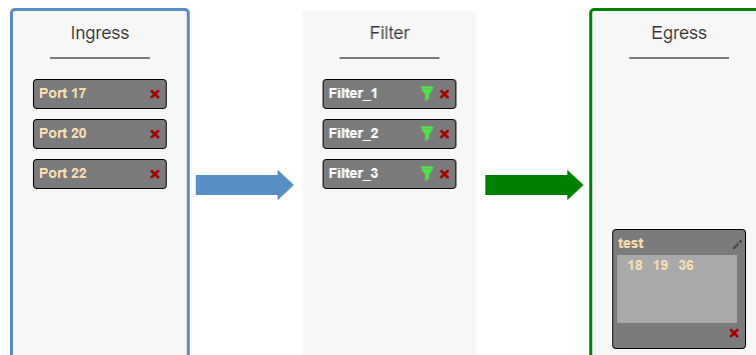 Ingress
Filter
Egress
Port 17
Port 20
Port 22
Filter_1
Filter_2
Filter_3
test
18 19 36